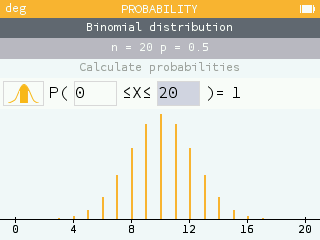 deg PROBABILITY
Binomial distribution
n = 20 p = 0.5
Calculate probabilities
P( 0 ≤X≤ 20 )= 1
0 4 8 12 16 20